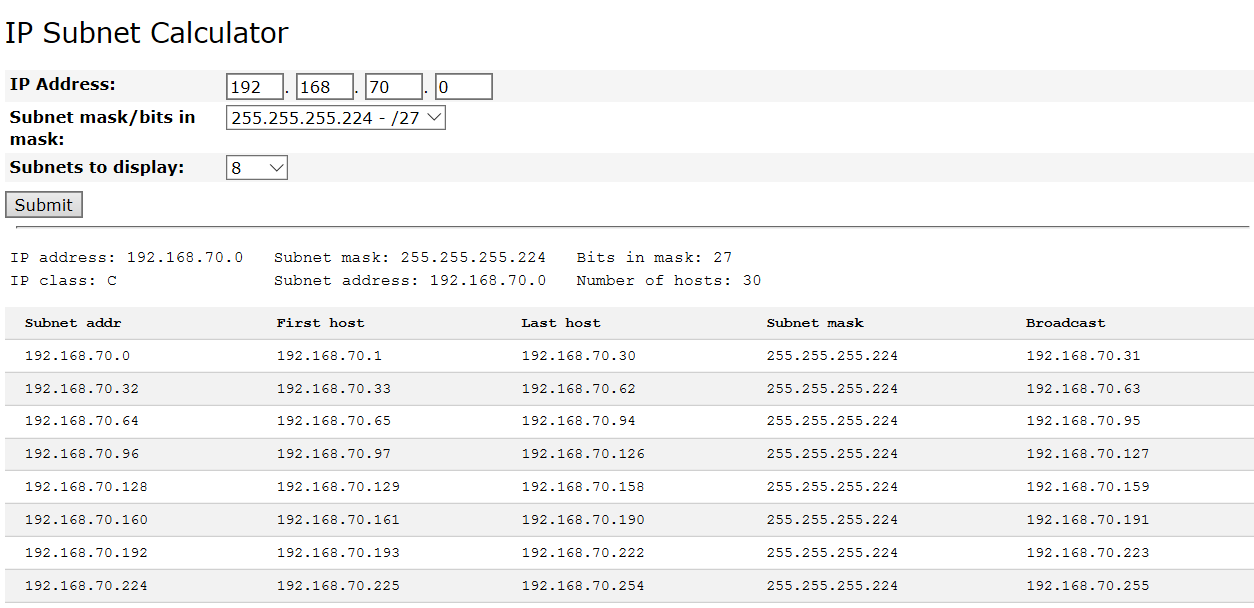 IP Subnet Calculator
IP Address: 192 . 168 . 70 . 0
Subnet mask/bits in mask: 255.255.255.224 - /27
Subnets to display: 8
Submit
IP address: 192.168.70.0 Subnet mask: 255.255.255.224 Bits in mask: 27
IP class: C Subnet address: 192.168.70.0 Number of hosts: 30
Subnet addr First host Last host Subnet mask Broadcast
192.168.70.0 192.168.70.1 192.168.70.30 255.255.255.224 192.168.70.31
192.168.70.32 192.168.70.33 192.168.70.62 255.255.255.224 192.168.70.63
192.168.70.64 192.168.70.65 192.168.70.94 255.255.255.224 192.168.70.95
192.168.70.96 192.168.70.97 192.168.70.126 255.255.255.224 192.168.70.127
192.168.70.128 192.168.70.129 192.168.70.158 255.255.255.224 192.168.70.159
192.168.70.160 192.168.70.161 192.168.70.190 255.255.255.224 192.168.70.191
192.168.70.192 192.168.70.193 192.168.70.222 255.255.255.224 192.168.70.223
192.168.70.224 192.168.70.225 192.168.70.254 255.255.255.224 192.168.70.255